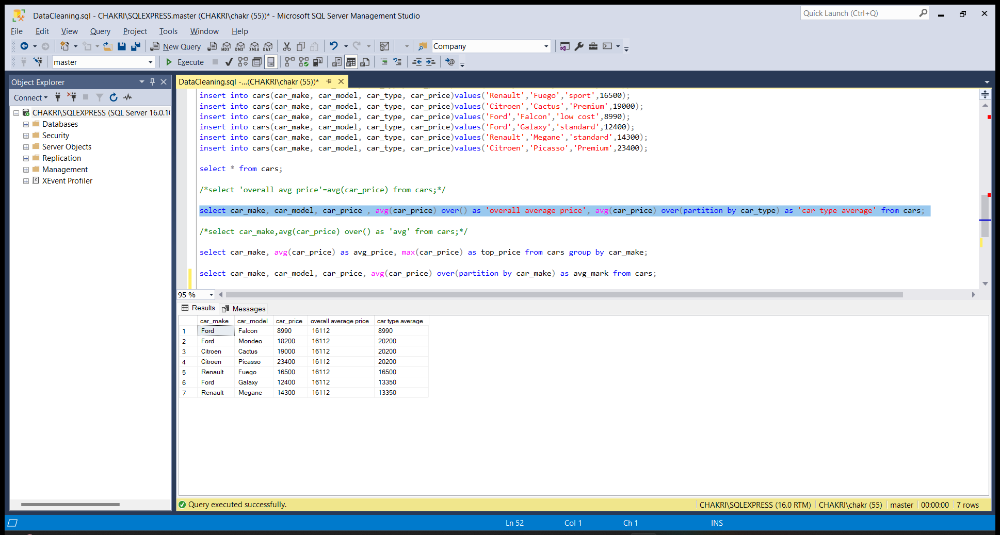 DataCleaning.sql - CHAKRI\SQLEXPRESS.master (CHAKRI\chakr (55))* - Microsoft SQL Server Management Studio
Quick Launch (Ctrl+Q)
File Edit View Query Project Tools Window Help
New Query MDX DMX XMLA DAX Company
master Execute
Object Explorer
Connect
CHAKRI\SQLEXPRESS (SQL Server 16.0.10
Databases
Security
Server Objects
Replication
Management
XEvent Profiler
DataCleaning.sql -...(CHAKRI\chakr (55))*
insert into cars(car_make, car_model, car_type, car_price)values('Renault','Fuego','sport',16500);
insert into cars(car_make, car_model, car_type, car_price)values('Citroen','Cactus','Premium',19000);
insert into cars(car_make, car_model, car_type, car_price)values('Ford','Falcon','low cost',8990);
insert into cars(car_make, car_model, car_type, car_price)values('Ford','Galaxy','standard',12400);
insert into cars(car_make, car_model, car_type, car_price)values('Renault','Megane','standard',14300);
insert into cars(car_make, car_model, car_type, car_price)values('Citroen','Picasso','Premium',23400);
select * from cars;
/*select 'overall avg price'=avg(car_price) from cars;*/
select car_make, car_model, car_price , avg(car_price) over() as 'overall average price', avg(car_price) over(partition by car_type) as 'car type average' from cars;
/*select car_make,avg(car_price) over() as 'avg' from cars;*/
select car_make, avg(car_price) as avg_price, max(car_price) as top_price from cars group by car_make;
select car_make, car_model, car_price, avg(car_price) over(partition by car_make) as avg_mark from cars;
95 %
Results Messages
car_make car_model car_price overall average price car type average
1 Ford Falcon 8990 16112 8990
2 Ford Mondeo 18200 16112 20200
3 Citroen Cactus 19000 16112 20200
4 Citroen Picasso 23400 16112 20200
5 Renault Fuego 16500 16112 16500
6 Ford Galaxy 12400 16112 13350
7 Renault Megane 14300 16112 13350
Query executed successfully.
CHAKRI\SQLEXPRESS (16.0 RTM) CHAKRI\chakr (55) master 00:00:00 7 rows
Ln 52 Col 1 Ch 1 INS